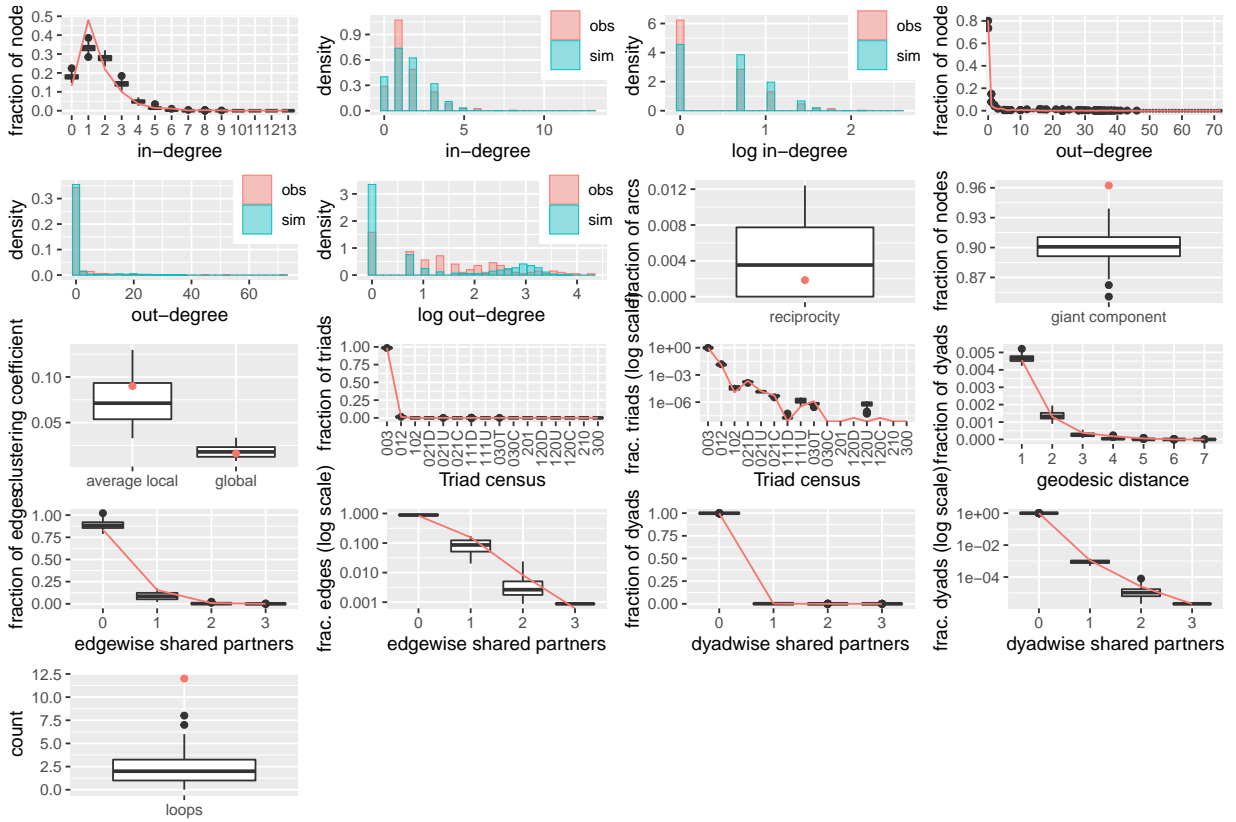 fraction of node
0.5
0.4
0.3
0.2
0.1
0.0
0 1 2 3 4 5 6 7 8 9 10 11 12 13
in−degree
density
1.0
0.5
0.0
0 5 10
in−degree
obs
sim
density
6
4
2
0
0 1 2
log in−degree
obs
sim
fraction of node
0.8
0.6
0.4
0.2
0.0
0 10 20 30 40 50 60 70
out−degree
density
0.3
0.2
0.1
0.0
0 20 40 60
out−degree
obs
sim
density
3
2
1
0
0 1 2 3 4
log out−degree
obs
sim
fraction of arcs
0.012
0.008
0.004
0.000
reciprocity
fraction of nodes
0.96
0.93
0.90
0.87
giant component
clustering coefficient
0.10
0.05
average local global
fraction of triads
1.00
0.75
0.50
0.25
0.00
003 012 102 021D 021U 021C 111D 111U 030T 030C 201 120D 120U 120C 210 300
Triad census
frac. triads (log scale)
1e+00
1e−03
1e−06
003 012 102 021D 021U 021C 111D 111U 030T 030C 201 120D 120U 120C 210 300
Triad census
fraction of dyads
0.005
0.004
0.003
0.002
0.001
0.000
1 2 3 4 5 6 7
geodesic distance
fraction of edges
1.00
0.75
0.50
0.25
0.00
0 1 2 3
edgewise shared partners
frac. edges (log scale)
1.000
0.100
0.010
0.001
0 1 2 3
edgewise shared partners
fraction of dyads
1.00
0.75
0.50
0.25
0.00
0 1 2 3
dyadwise shared partners
frac. dyads (log scale)
1e+00
1e−02
1e−04
0 1 2 3
dyadwise shared partners
count
12.5
10.0
7.5
5.0
2.5
0.0
loops